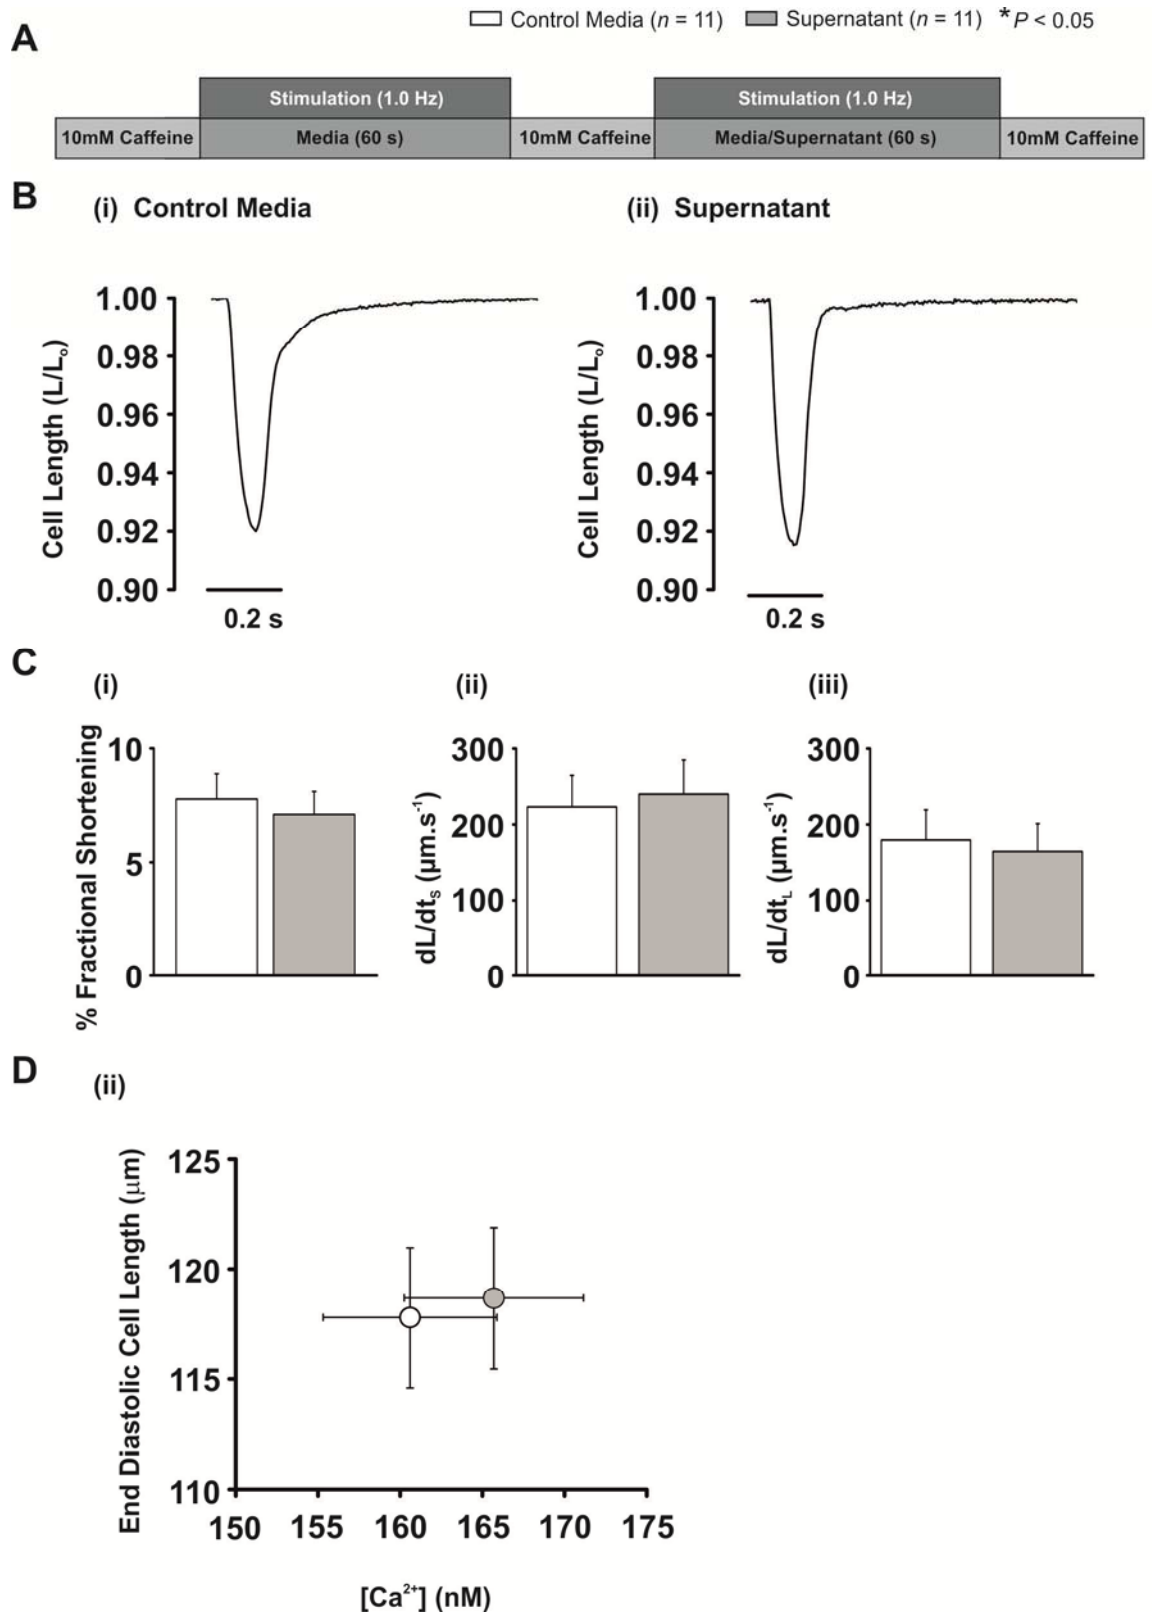 Control Media (n = 11) Supernatant (n = 11) *P < 0.05
A
Stimulation (1.0 Hz) Stimulation (1.0 Hz)
10mM Caffeine Media (60 s) 10mM Caffeine Media/Supernatant (60 s) 10mM Caffeine
B
(i) Control Media (ii) Supernatant
Cell Length (L/Lo)
1.00
0.98
0.96
0.94
0.92
0.90
0.2 s
Cell Length (L/Lo)
1.00
0.98
0.96
0.94
0.92
0.90
0.2 s
C
(i) (ii) (iii)
% Fractional Shortening
10
5
0
dL/dtS (µm.s-1)
300
200
100
0
dL/dtL (µm.s-1)
300
200
100
0
D
(ii)
End Diastolic Cell Length (µm)
125
120
115
110
150 155 160 165 170 175
[Ca2+] (nM)